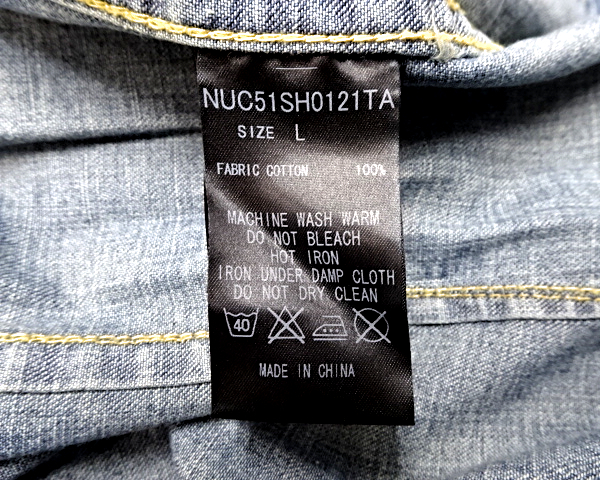 NUC51SH0121TA
SIZE L
FABRIC COTTON 100%
MACHINE WASH WARM
DO NOT BLEACH
HOT IRON
IRON UNDER DAMP CLOTH
DO NOT DRY CLEAN
40
MADE IN CHINA